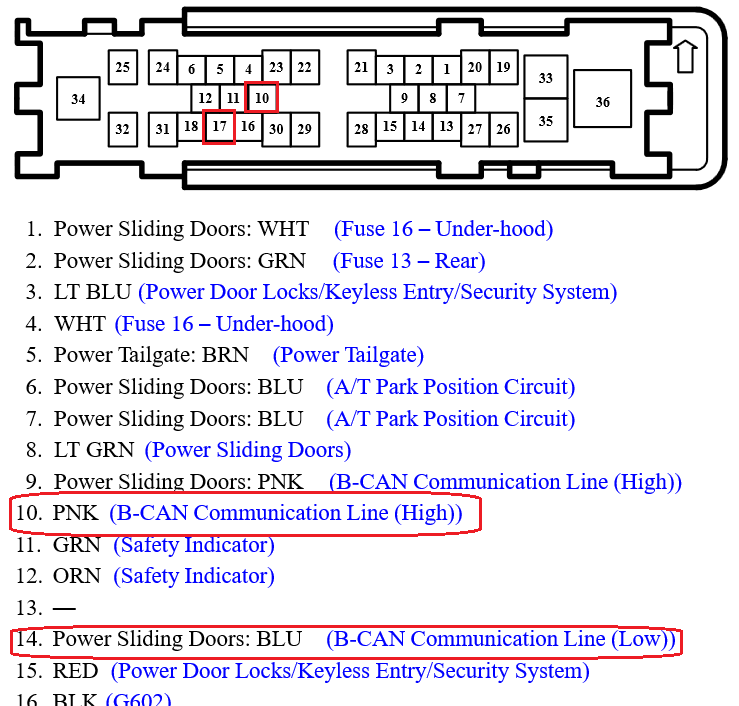 25 24 6 5 4 23 22 21 3 2 1 20 19 33
34 12 11 10 9 8 7 36
32 31 18 17 16 30 29 28 15 14 13 27 26 35
1. Power Sliding Doors: WHT (Fuse 16 – Under-hood)
2. Power Sliding Doors: GRN (Fuse 13 – Rear)
3. LT BLU (Power Door Locks/Keyless Entry/Security System)
4. WHT (Fuse 16 – Under-hood)
5. Power Tailgate: BRN (Power Tailgate)
6. Power Sliding Doors: BLU (A/T Park Position Circuit)
7. Power Sliding Doors: BLU (A/T Park Position Circuit)
8. LT GRN (Power Sliding Doors)
9. Power Sliding Doors: PNK (B-CAN Communication Line (High))
10. PNK (B-CAN Communication Line (High))
11. GRN (Safety Indicator)
12. ORN (Safety Indicator)
13. —
14. Power Sliding Doors: BLU (B-CAN Communication Line (Low))
15. RED (Power Door Locks/Keyless Entry/Security System)
16. BLK (G602)